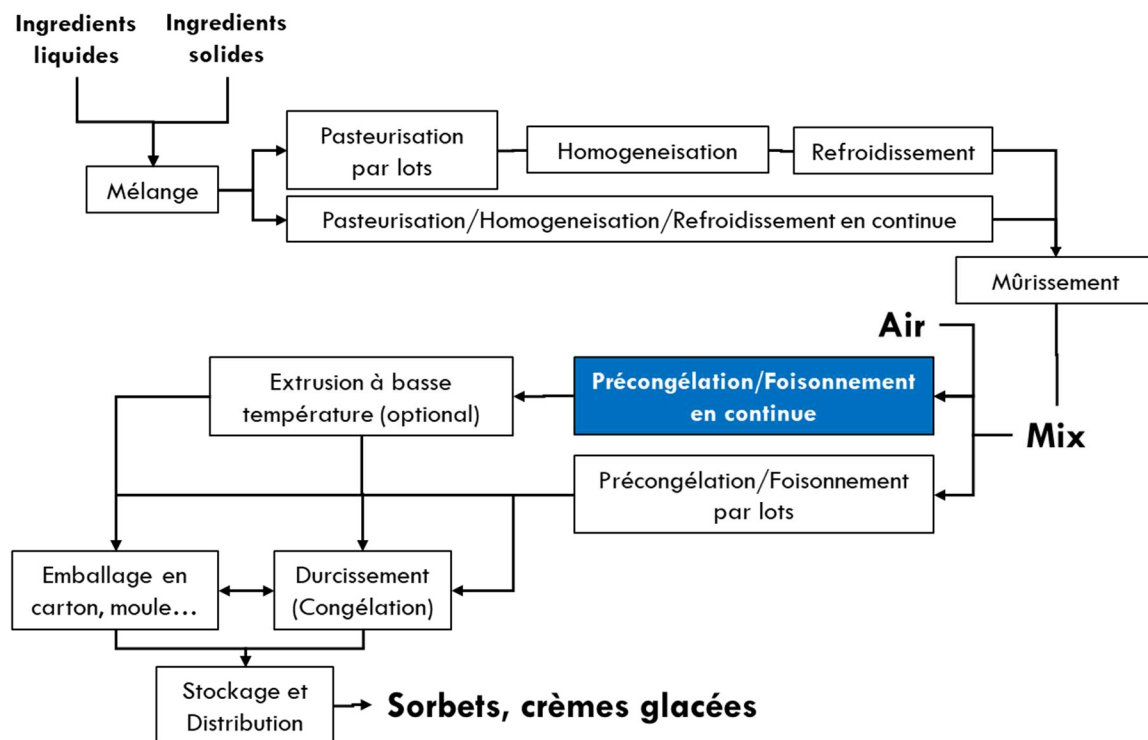 Ingredients
liquides
Ingredients
solides
Mélange
Pasteurisation
par lots
Homogeneisation
Refroidissement
Pasteurisation/Homogeneisation/Refroidissement en continue
Mûrissement
Air
Mix
Précongélation/Foisonnement
en continue
Extrusion à basse
température (optional)
Précongélation/Foisonnement
par lots
Emballage en
carton, moule...
Durcissement
(Congélation)
Stockage et
Distribution
Sorbets, crèmes glacées